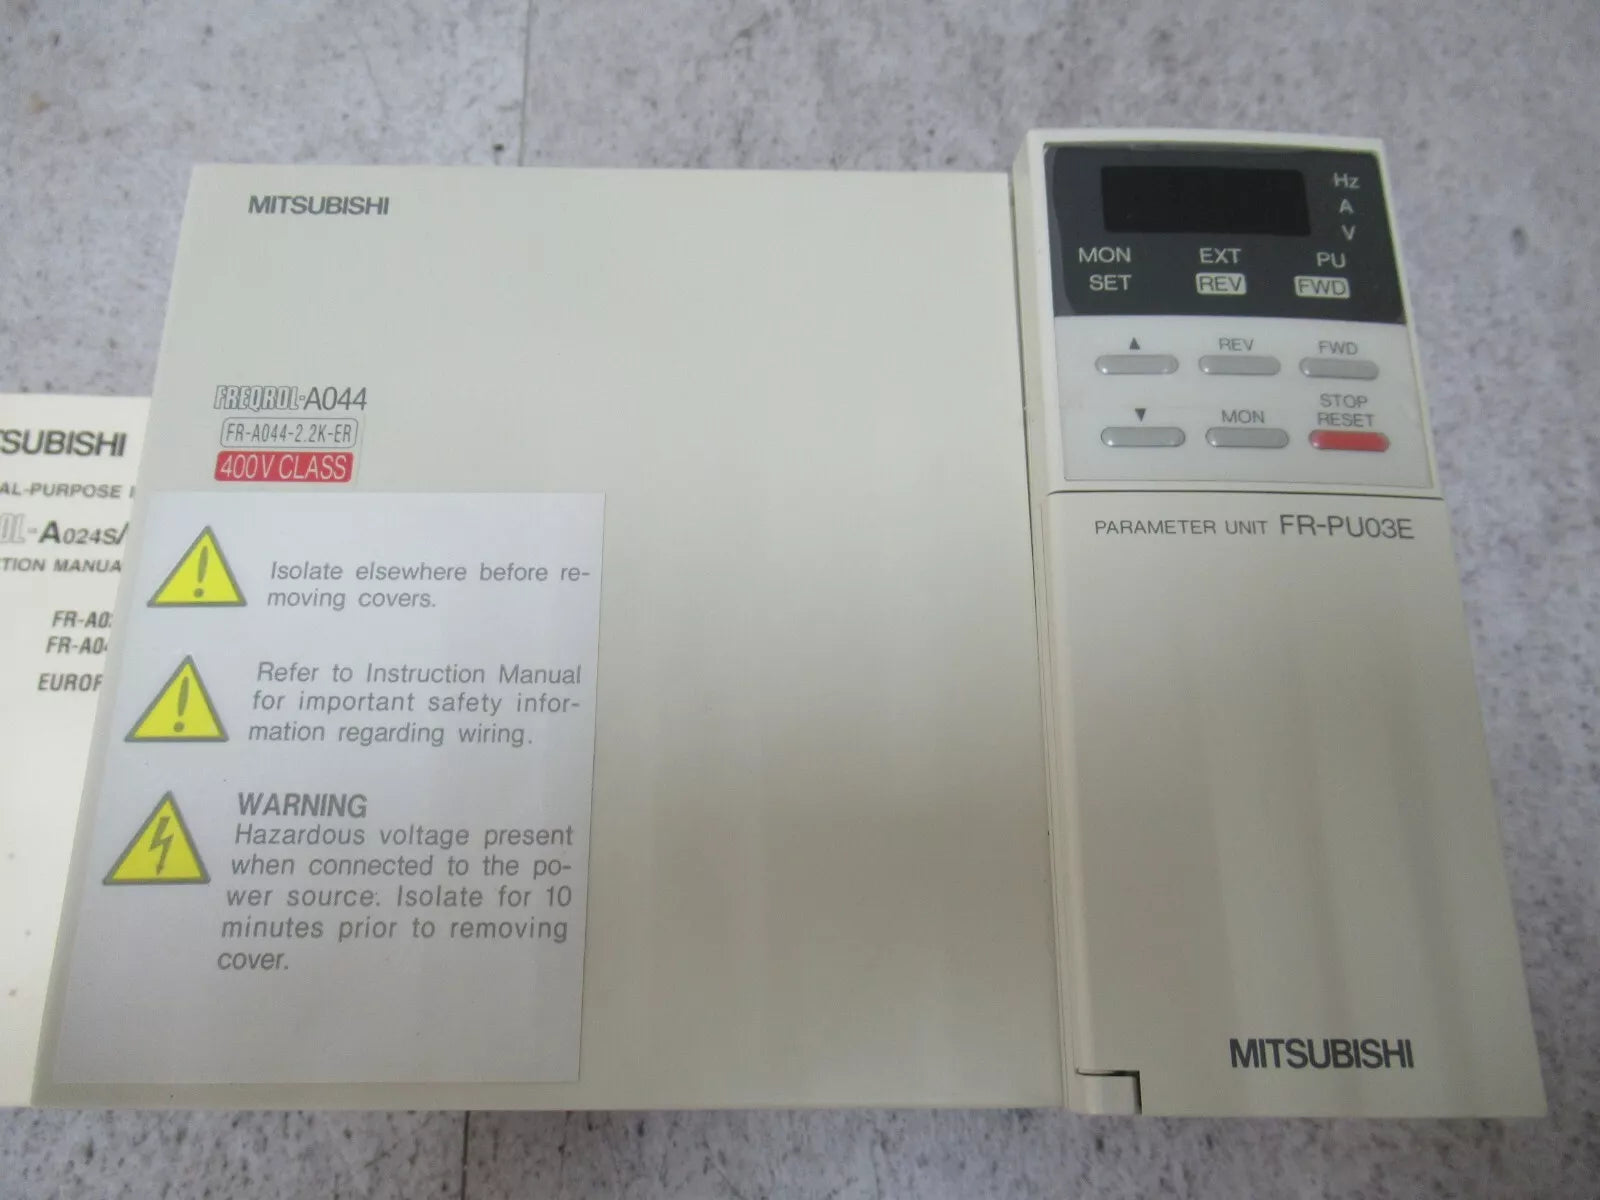 MITSUBISHI
FREQROL-A044
FR-A044-2.2K-ER
400V CLASS
Isolate elsewhere before re-
moving covers.
Refer to Instruction Manual
for important safety infor-
mation regarding wiring.
WARNING
Hazardous voltage present
when connected to the po-
wer source. Isolate for 10
minutes prior to removing
cover.
Hz
A
V
MON EXT PU
SET REV FWD
▲ REV FWD
STOP
▼ MON RESET
PARAMETER UNIT FR-PU03E
MITSUBISHI
TSUBISHI
AL-PURPOSE I
OL-A024S/
TION MANUA
FR-A02
FR-A04
EUROP